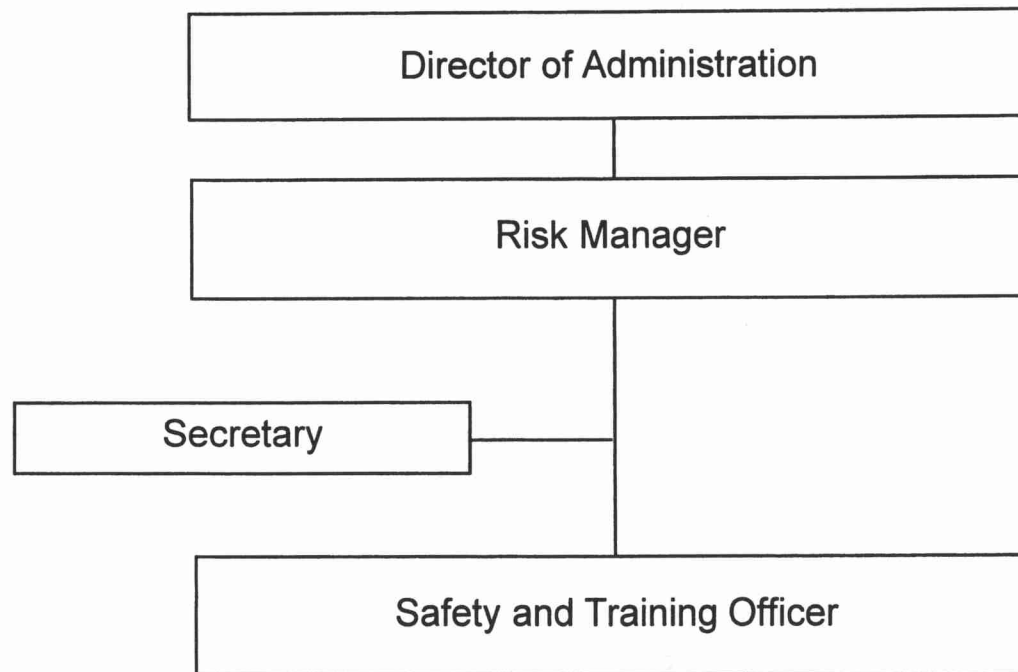 Director of Administration
Risk Manager
Secretary
Safety and Training Officer